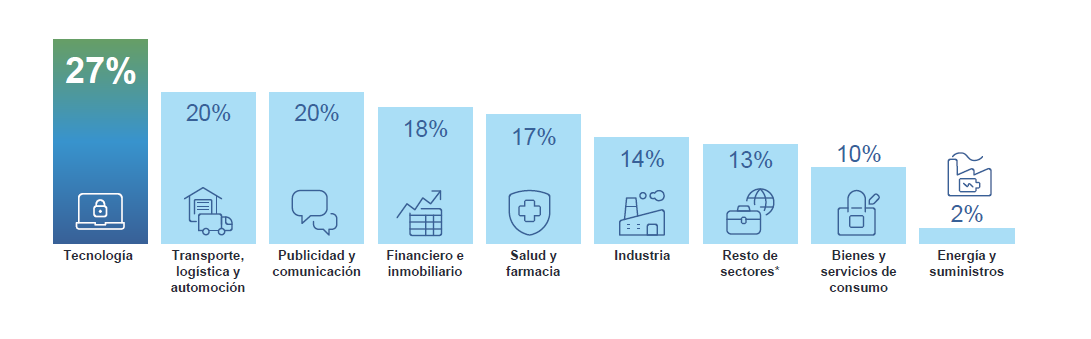 27%
20%
20%
18%
17%
14%
13%
10%
2%
Tecnología
Transporte,
logística y
automoción
Publicidad y
comunicación
Financiero e
inmobiliario
Salud y
farmacia
Industria
Resto de
sectores*
Bienes y
servicios de
consumo
Energía y
suministros